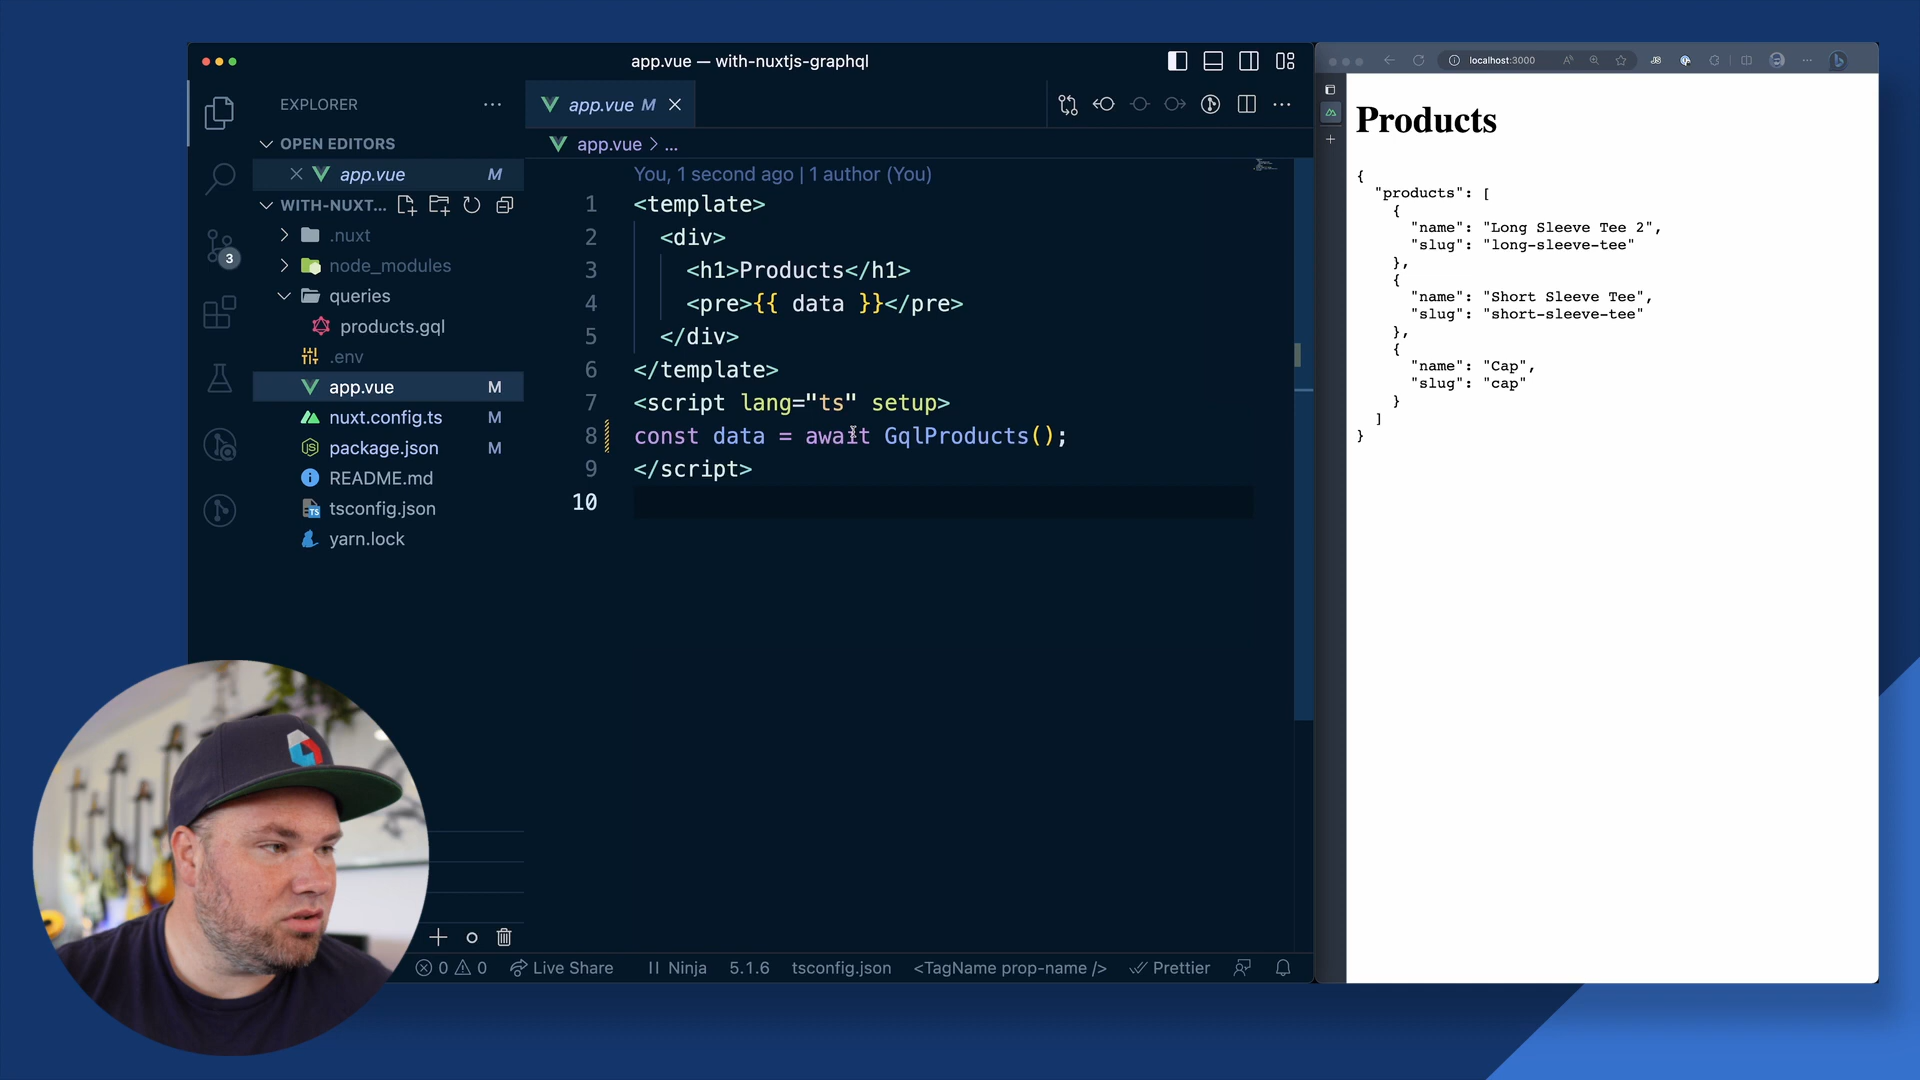 app.vue — with-nuxtjs-graphql
EXPLORER
OPEN EDITORS
app.vue M
WITH-NUXT...
.nuxt
node_modules
queries
products.gql
.env
app.vue M
nuxt.config.ts M
package.json M
README.md
tsconfig.json
yarn.lock
3
app.vue M
app.vue > ...
You, 1 second ago | 1 author (You)
1 <template>
2 <div>
3 <h1>Products</h1>
4 <pre>{{ data }}</pre>
5 </div>
6 </template>
7 <script lang="ts" setup>
8 const data = await GqlProducts();
9 </script>
10
0 0 Live Share Ninja 5.1.6 tsconfig.json <TagName prop-name /> Prettier
localhost:3000
Products
{
"products": [
{
"name": "Long Sleeve Tee 2",
"slug": "long-sleeve-tee"
},
{
"name": "Short Sleeve Tee",
"slug": "short-sleeve-tee"
},
{
"name": "Cap",
"slug": "cap"
}
]
}